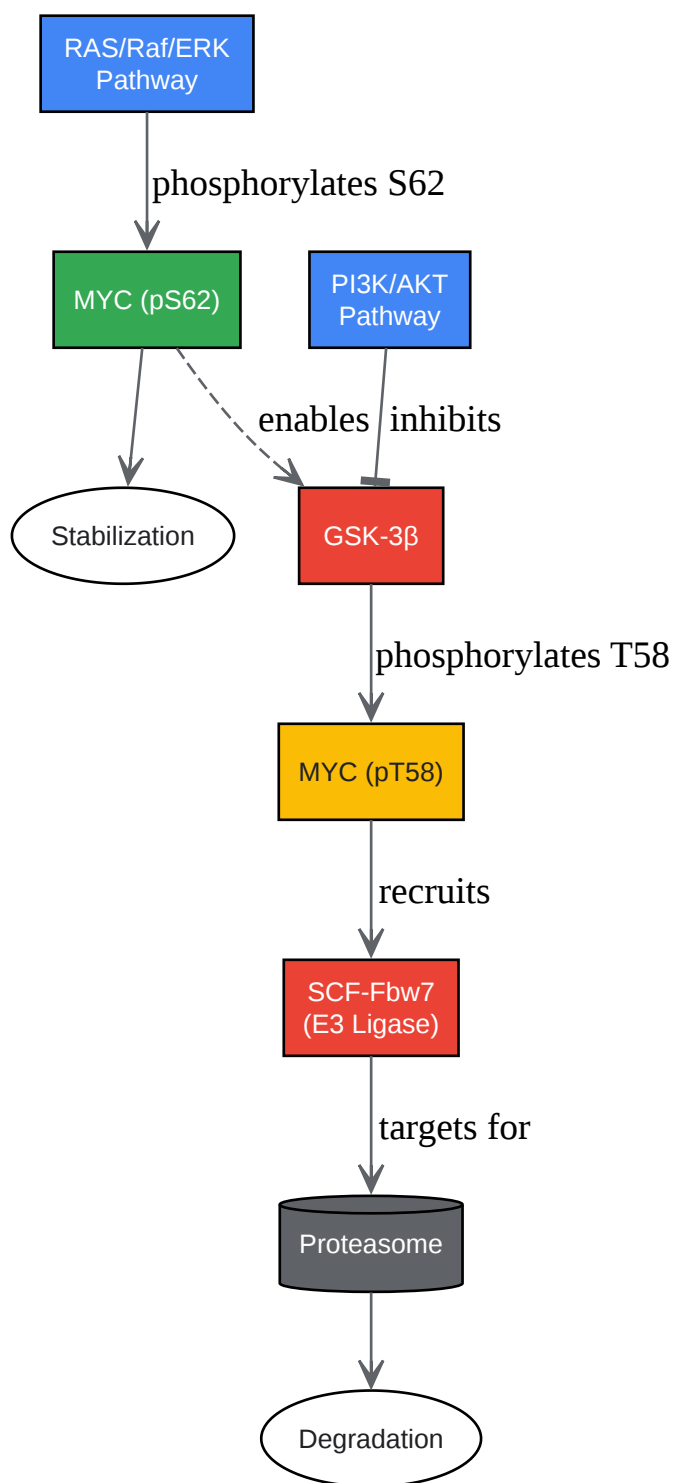 RAS/Raf/ERK
Pathway
phosphorylates S62
MYC (pS62)
PI3K/AKT
Pathway
enables
inhibits
Stabilization
GSK-3β
phosphorylates T58
MYC (pT58)
recruits
SCF-Fbw7
(E3 Ligase)
targets for
Proteasome
Degradation